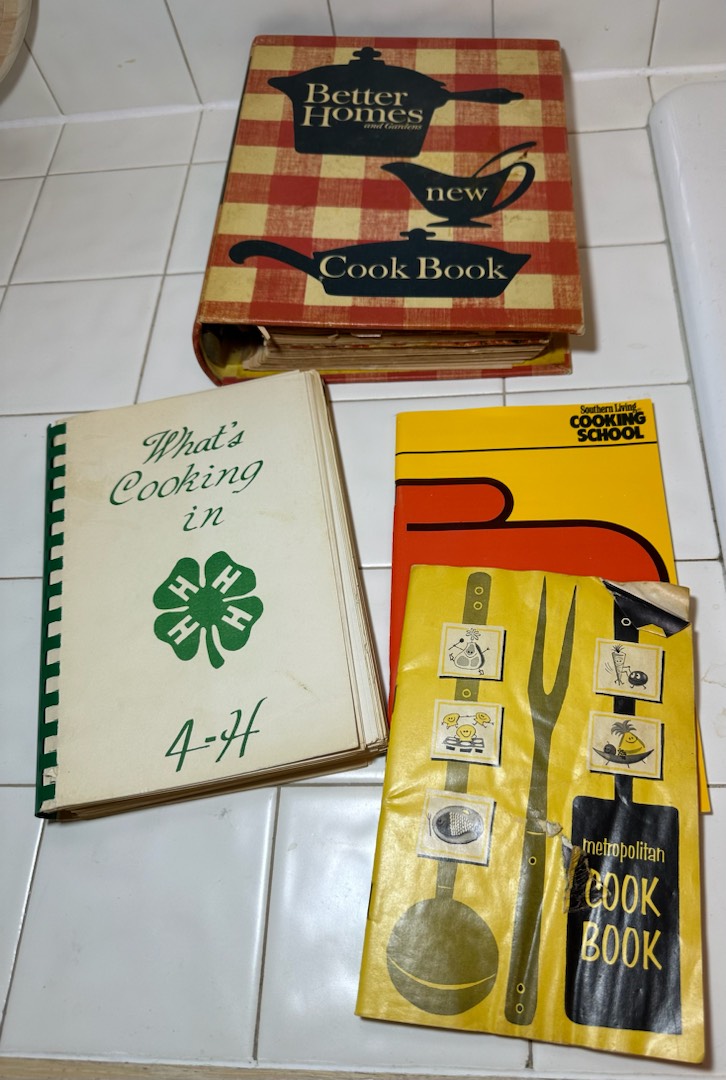 Better
Homes
and Gardens
new
Cook Book
What's
Cooking
in
H H
H H
4-H
Southern Living
COOKING
SCHOOL
metropolitan
COOK
BOOK